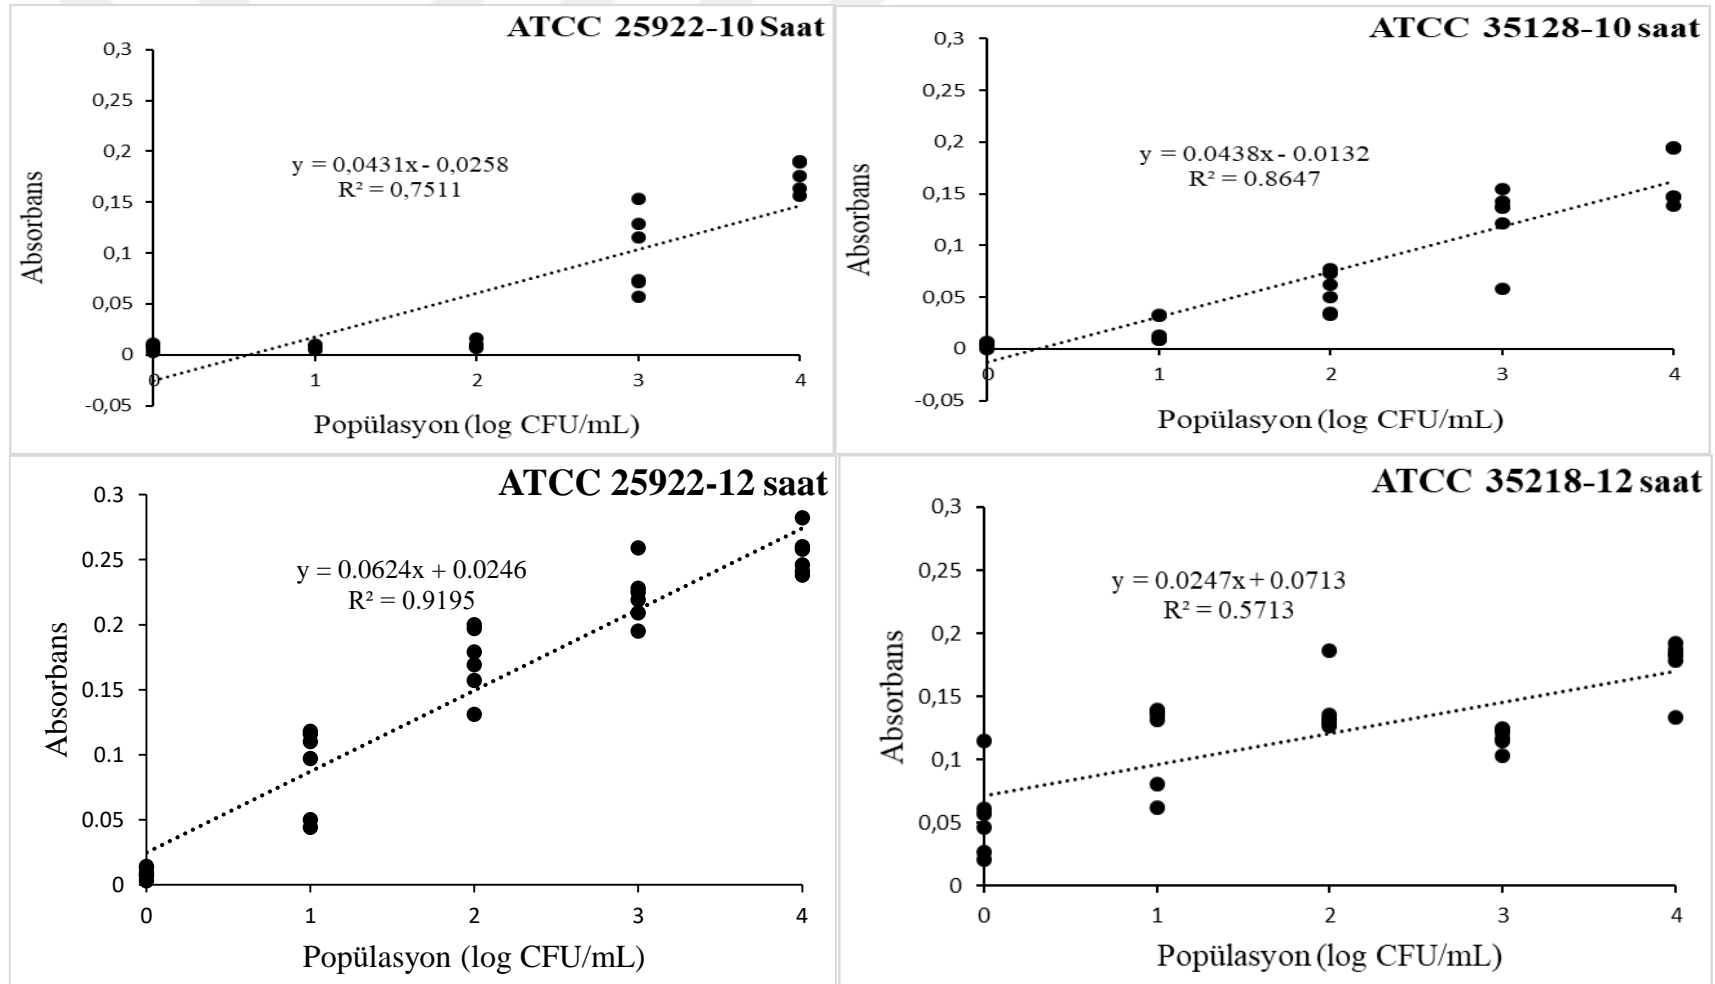 ATCC 25922-10 Saat
0,3
0,25
0,2
0,15
0,1
0,05
0
-0,05
y = 0,0431x - 0,0258
R² = 0,7511
Absorbans
0 1 2 3 4
Popülasyon (log CFU/mL)
ATCC 35128-10 saat
0,3
0,25
0,2
0,15
0,1
0,05
0
-0,05
y = 0.0438x - 0.0132
R² = 0.8647
Absorbans
0 1 2 3 4
Popülasyon (log CFU/mL)
ATCC 25922-12 saat
0.3
0.25
0.2
0.15
0.1
0.05
0
y = 0.0624x + 0.0246
R² = 0.9195
Absorbans
0 1 2 3 4
Popülasyon (log CFU/mL)
ATCC 35218-12 saat
0,3
0,25
0,2
0,15
0,1
0,05
0
y = 0.0247x + 0.0713
R² = 0.5713
Absorbans
0 1 2 3 4
Popülasyon (log CFU/mL)